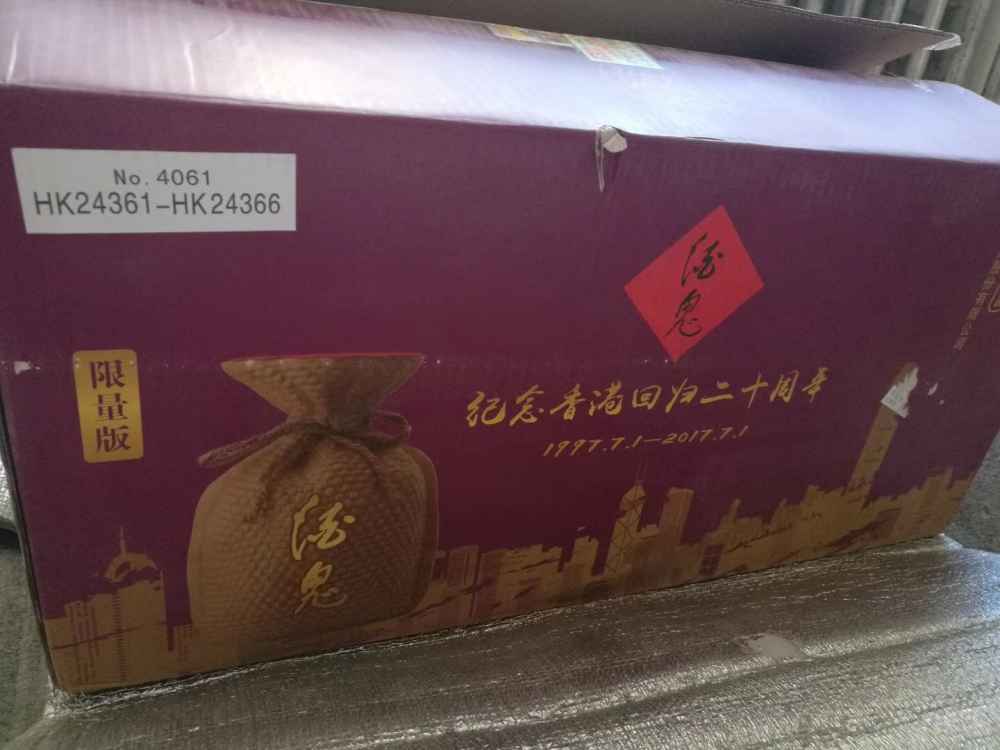 No. 4061
HK24361-HK24366
酒鬼
纪念香港回归二十周年
1997.7.1-2017.7.1
限量版
酒鬼